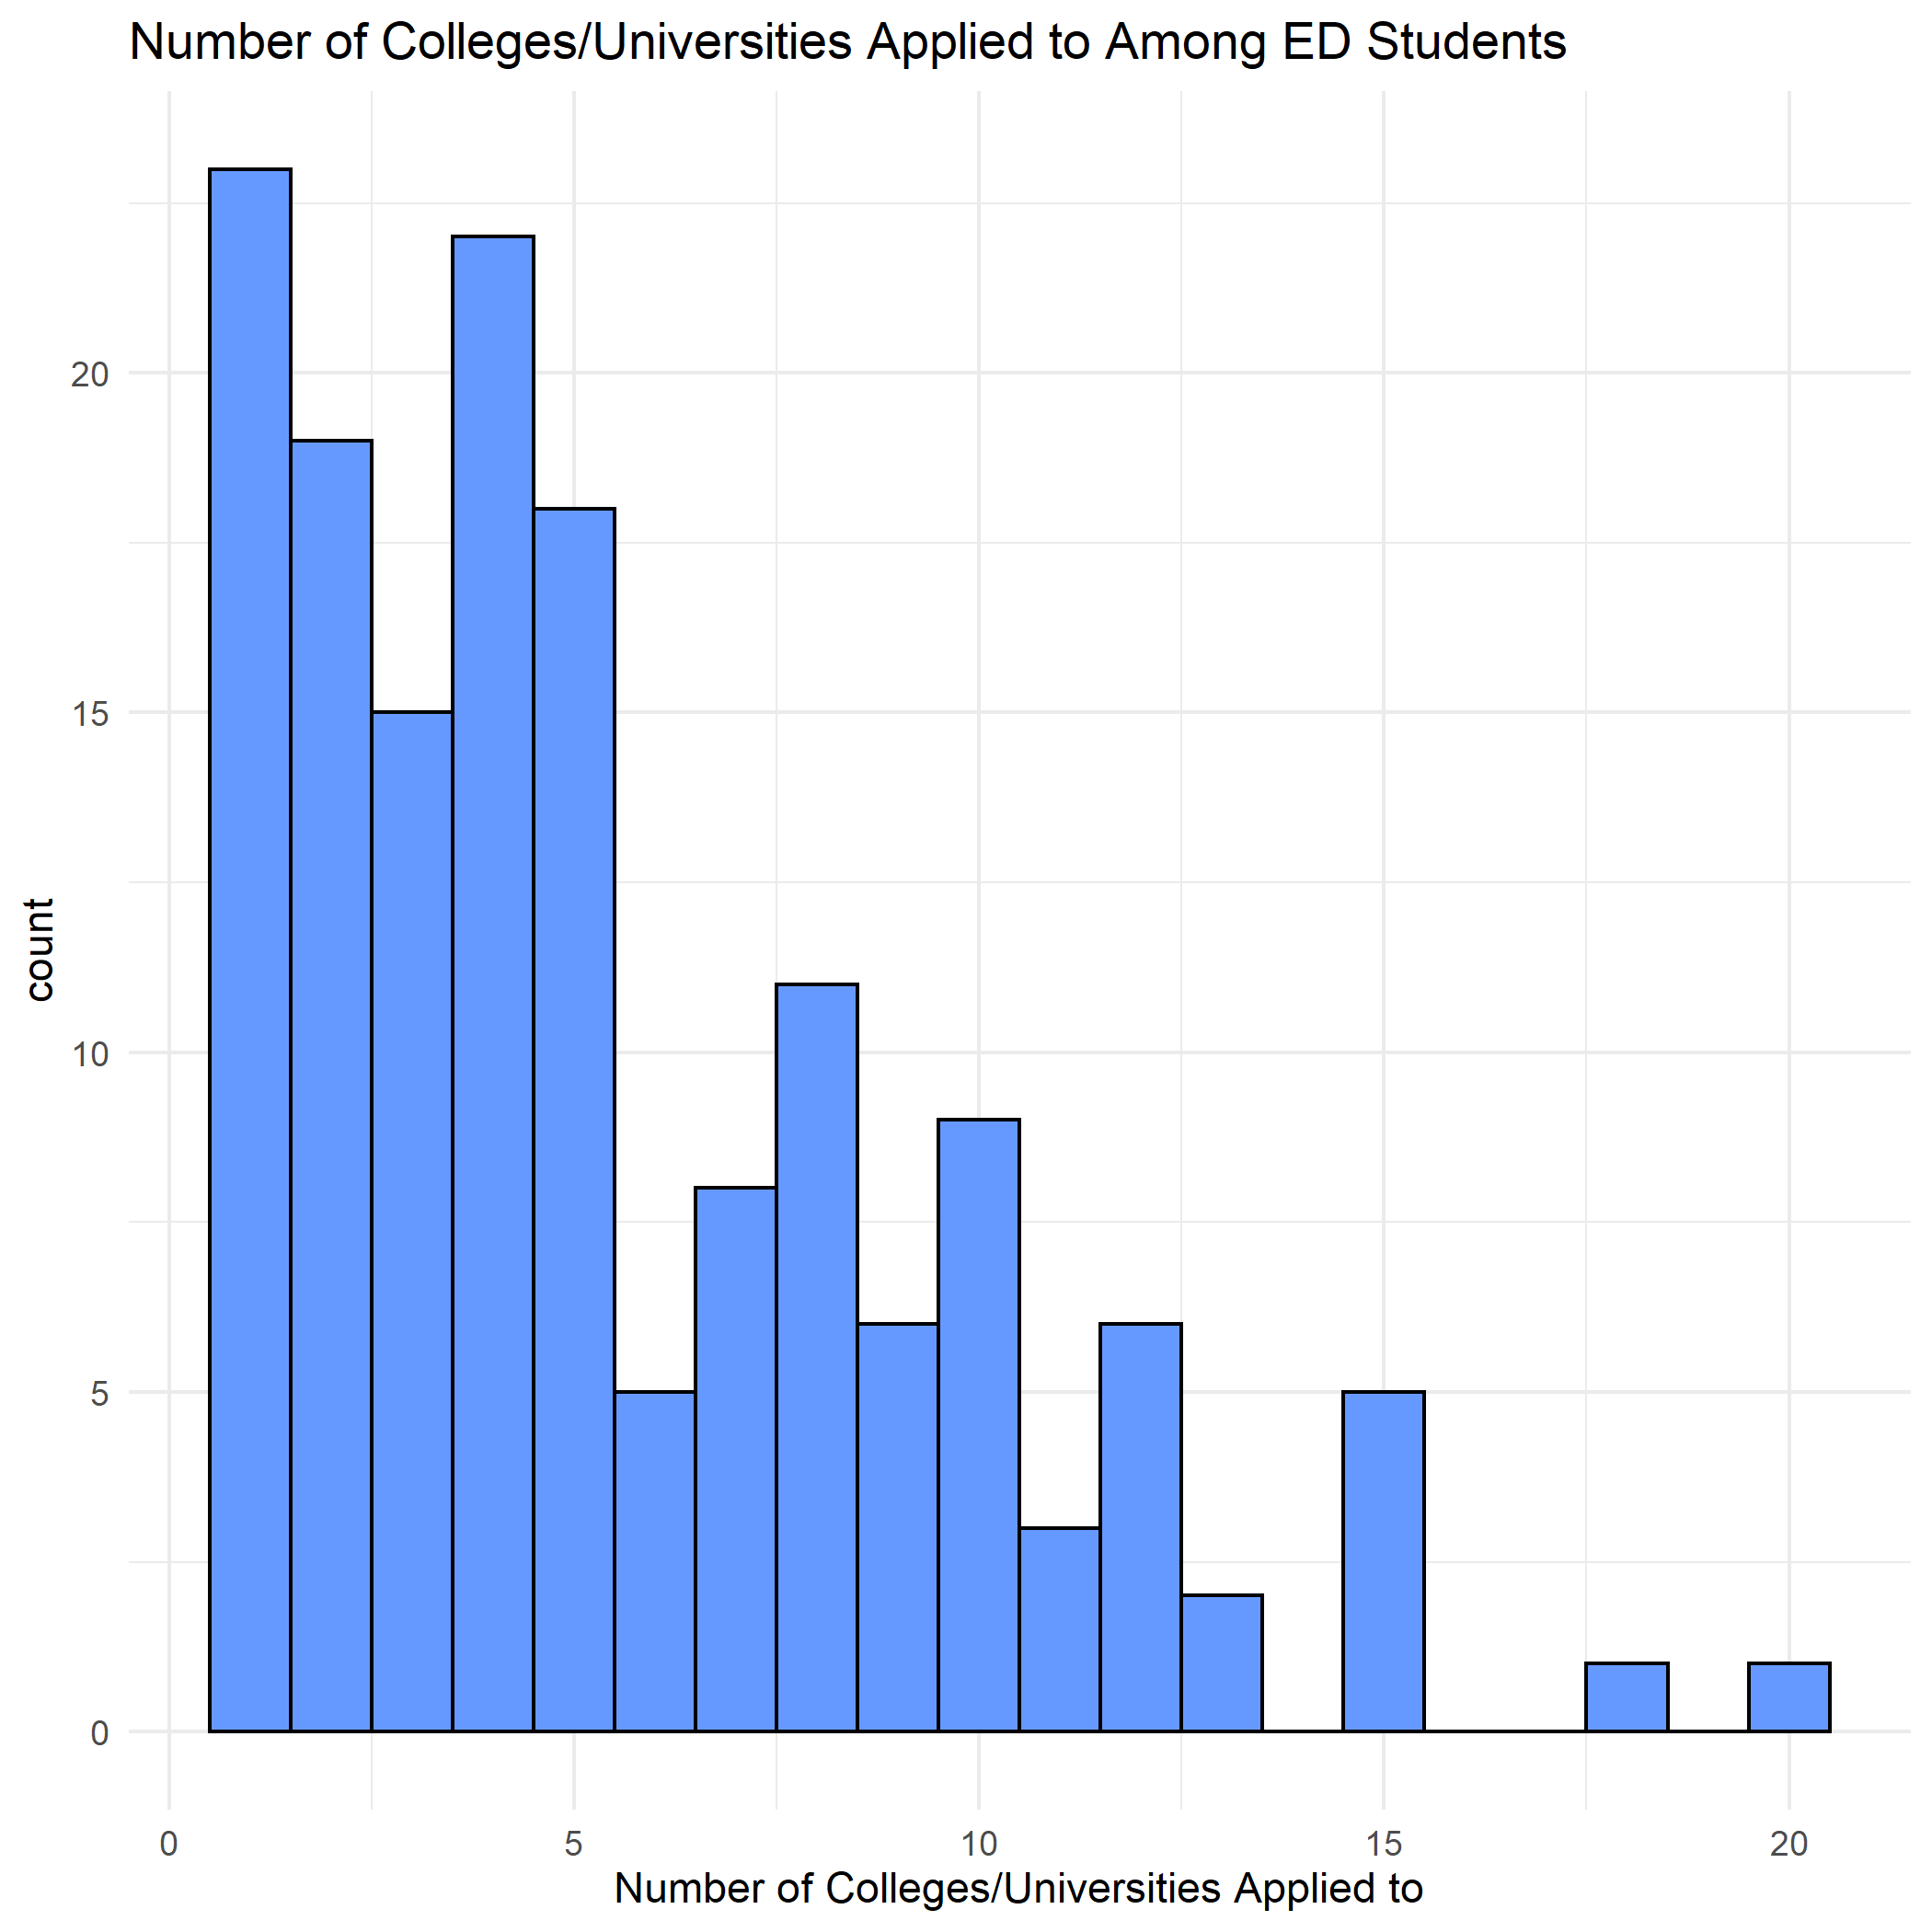 Number of Colleges/Universities Applied to Among ED Students
count
20
15
10
5
0
0 5 10 15 20
Number of Colleges/Universities Applied to